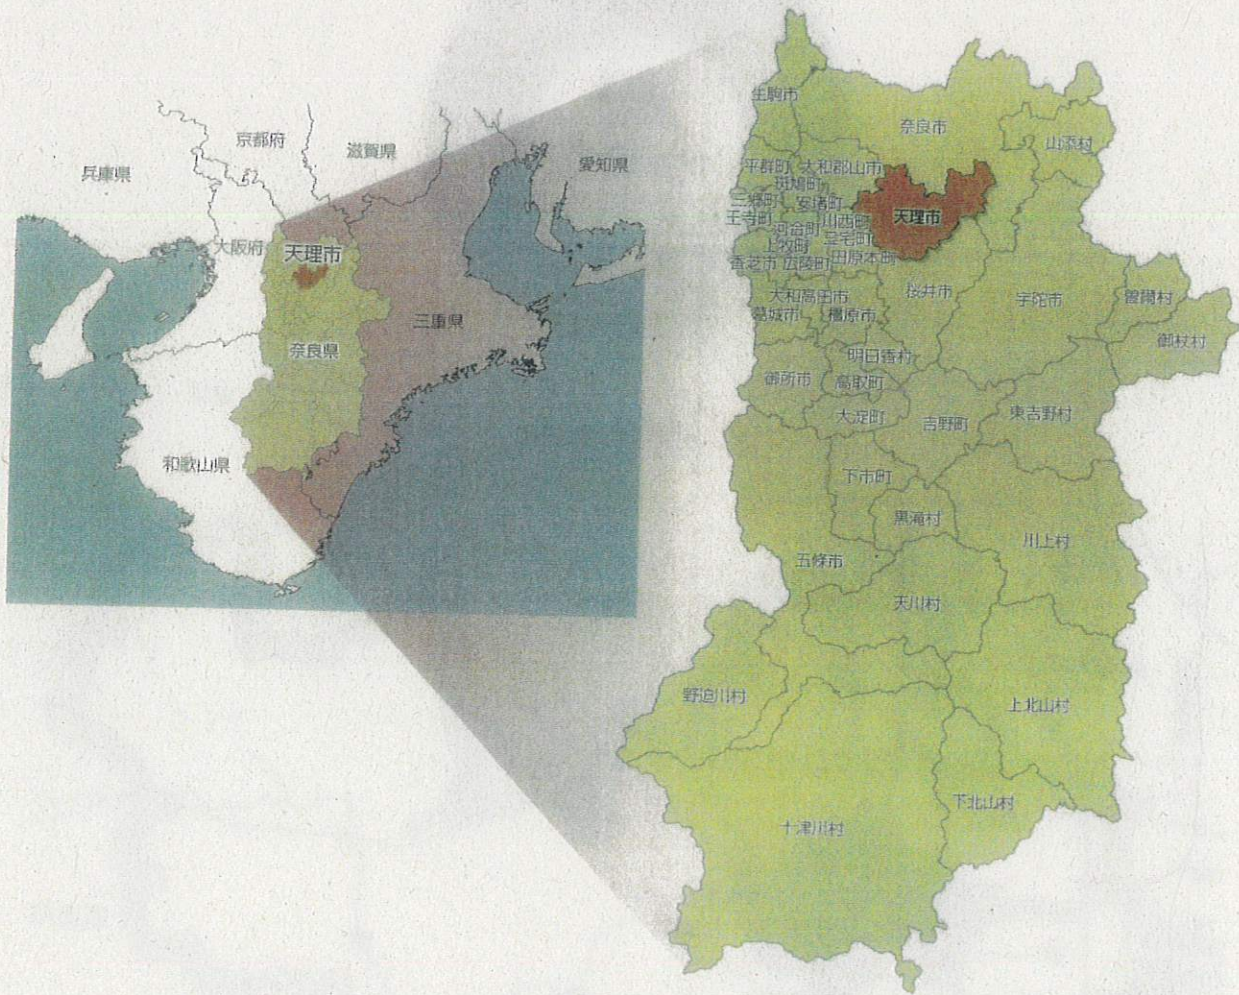 京都府
滋賀県
愛知県
兵庫県
大阪府
天理市
三重県
奈良県
和歌山県
生駒市
奈良市
山添村
平群町
大和郡山市
斑鳩町
三郷町
安堵町
天理市
王寺町
河合町
川西町
上牧町
三宅町
香芝市
広陵町
田原本町
大和高田市
桜井市
宇陀市
曽爾村
葛城市
橿原市
御杖村
明日香村
御所市
高取町
大淀町
吉野町
東吉野村
下市町
黒滝村
川上村
五條市
天川村
野迫川村
上北山村
下北山村
十津川村